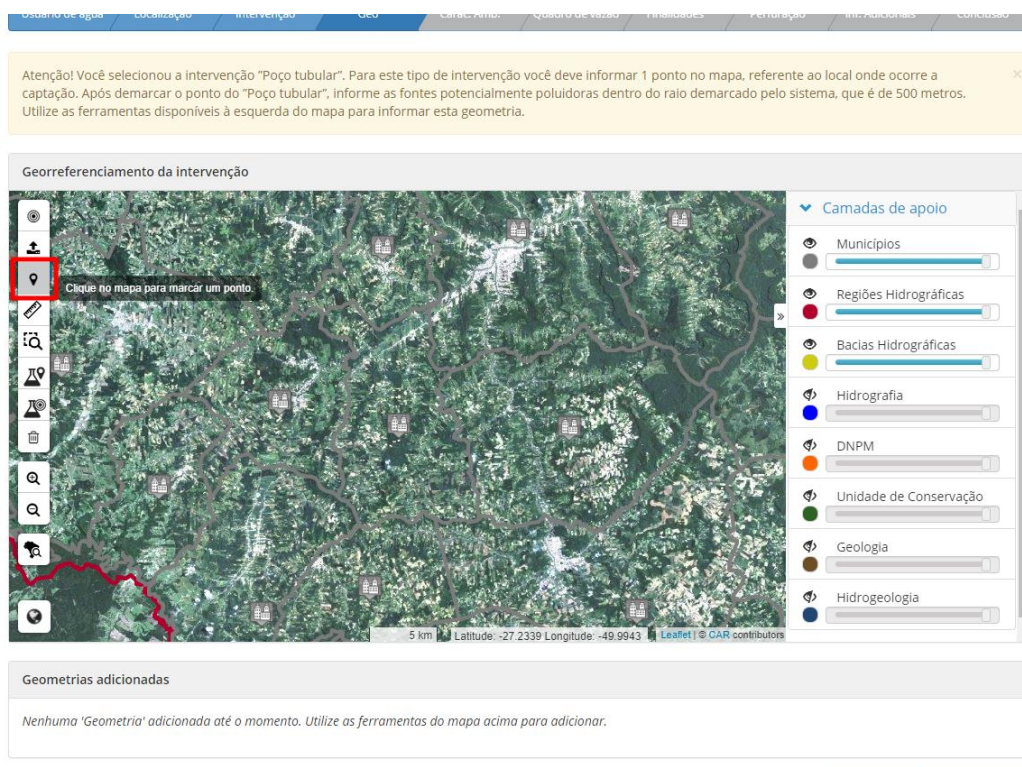 Usuário de água Localização Intervenção Geo Carac. Amb. Quadro de vazão Finalidades Perfuração Inf. Adicionais Conclusão
Atenção! Você selecionou a intervenção "Poço tubular". Para este tipo de intervenção você deve informar 1 ponto no mapa, referente ao local onde ocorre a
captação. Após demarcar o ponto do "Poço tubular", informe as fontes potencialmente poluidoras dentro do raio demarcado pelo sistema, que é de 500 metros.
Utilize as ferramentas disponíveis à esquerda do mapa para informar esta geometria.
×
Georreferenciamento da intervenção
Clique no mapa para marcar um ponto.
»
Camadas de apoio
Municípios
Regiões Hidrográficas
Bacias Hidrográficas
Hidrografia
DNPM
Unidade de Conservação
Geologia
Hidrogeologia
5 km
Latitude: -27.2339 Longitude: -49.9943
Leaflet | © CAR contributors
Geometrias adicionadas
Nenhuma 'Geometria' adicionada até o momento. Utilize as ferramentas do mapa acima para adicionar.